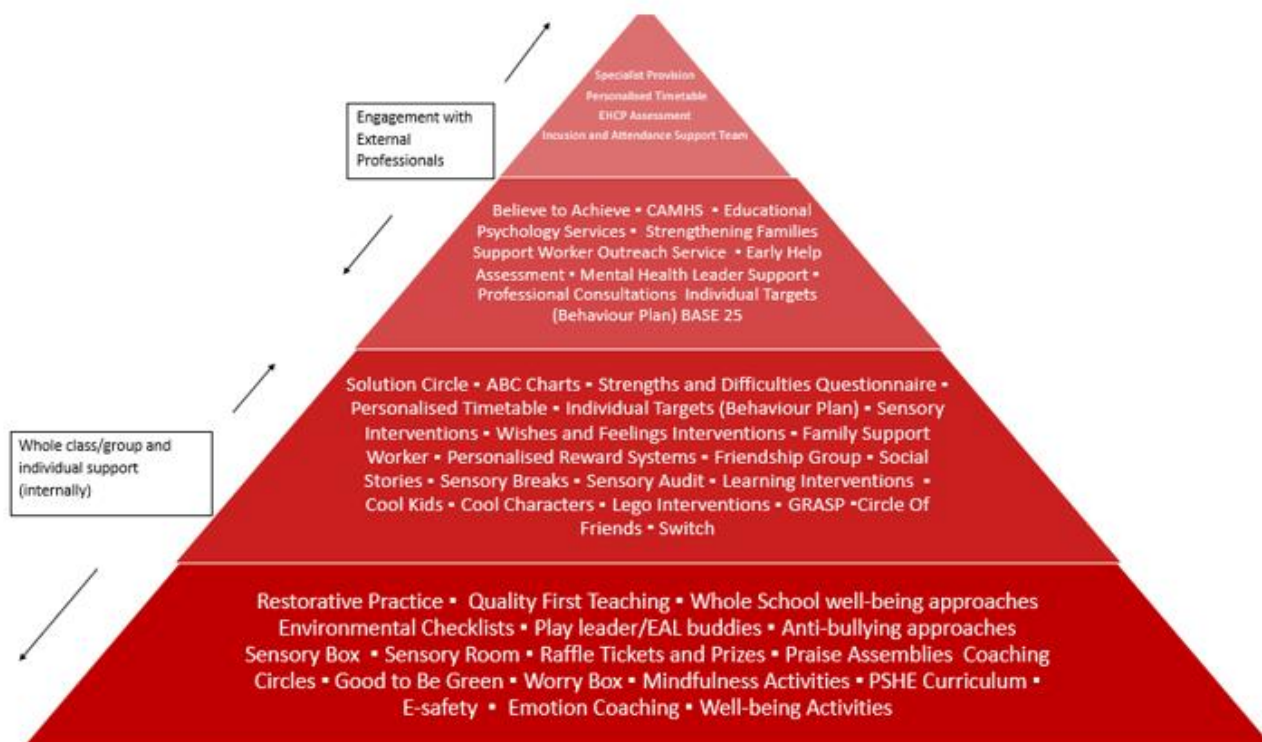 Specialist Provision
Personalised Timetable
EHCP Assessment
Incusion and Attendance Support Team
Engagement with
External
Professionals
Believe to Achieve ▪ CAMHS ▪ Educational
Psychology Services ▪ Strengthening Families
Support Worker Outreach Service ▪ Early Help
Assessment ▪ Mental Health Leader Support ▪
Professional Consultations Individual Targets
(Behaviour Plan) BASE 25
Whole class/group and
individual support
(internally)
Solution Circle ▪ ABC Charts ▪ Strengths and Difficulties Questionnaire ▪
Personalised Timetable ▪ Individual Targets (Behaviour Plan) ▪ Sensory
Interventions ▪ Wishes and Feelings Interventions ▪ Family Support
Worker ▪ Personalised Reward Systems ▪ Friendship Group ▪ Social
Stories ▪ Sensory Breaks ▪ Sensory Audit ▪ Learning Interventions ▪
Cool Kids ▪ Cool Characters ▪ Lego Interventions ▪ GRASP ▪Circle Of
Friends ▪ Switch
Restorative Practice ▪ Quality First Teaching ▪ Whole School well-being approaches
Environmental Checklists ▪ Play leader/EAL buddies ▪ Anti-bullying approaches
Sensory Box ▪ Sensory Room ▪ Raffle Tickets and Prizes ▪ Praise Assemblies Coaching
Circles ▪ Good to Be Green ▪ Worry Box ▪ Mindfulness Activities ▪ PSHE Curriculum ▪
E-safety ▪ Emotion Coaching ▪ Well-being Activities